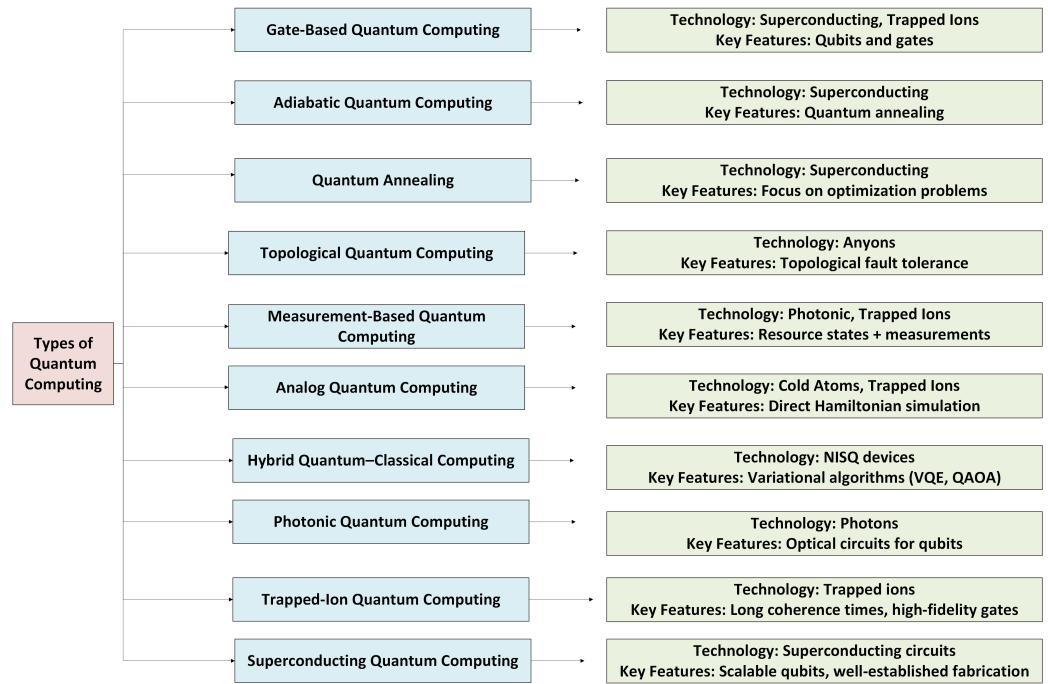 Types of
Quantum
Computing
Gate-Based Quantum Computing
Technology: Superconducting, Trapped Ions
Key Features: Qubits and gates
Adiabatic Quantum Computing
Technology: Superconducting
Key Features: Quantum annealing
Quantum Annealing
Technology: Superconducting
Key Features: Focus on optimization problems
Topological Quantum Computing
Technology: Anyons
Key Features: Topological fault tolerance
Measurement-Based Quantum
Computing
Technology: Photonic, Trapped Ions
Key Features: Resource states + measurements
Analog Quantum Computing
Technology: Cold Atoms, Trapped Ions
Key Features: Direct Hamiltonian simulation
Hybrid Quantum–Classical Computing
Technology: NISQ devices
Key Features: Variational algorithms (VQE, QAOA)
Photonic Quantum Computing
Technology: Photons
Key Features: Optical circuits for qubits
Trapped-Ion Quantum Computing
Technology: Trapped ions
Key Features: Long coherence times, high-fidelity gates
Superconducting Quantum Computing
Technology: Superconducting circuits
Key Features: Scalable qubits, well-established fabrication